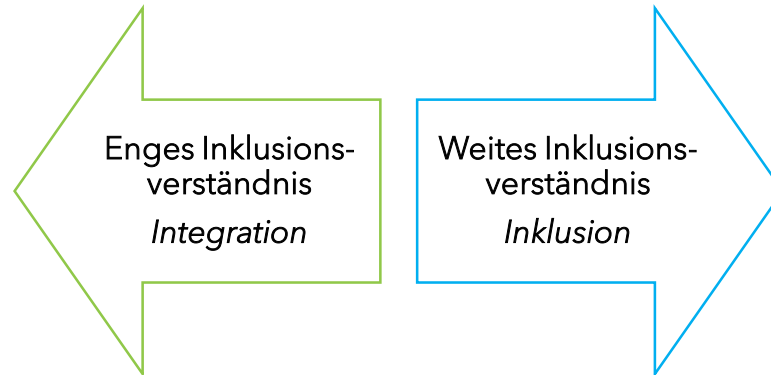 Enges Inklusions-
verständnis
Integration
Weites Inklusions-
verständnis
Inklusion